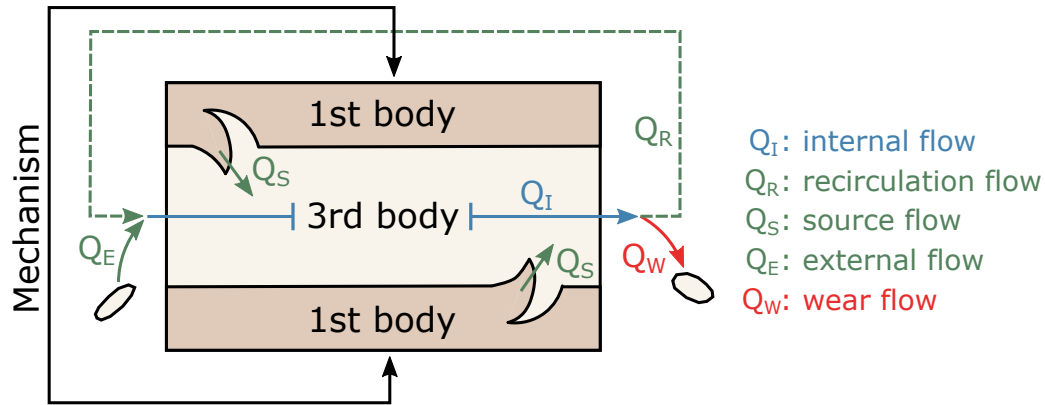 Mechanism
1st body
Q_S
Q_R
Q_E
3rd body
Q_I
Q_W
Q_S
1st body
Q_I: internal flow
Q_R: recirculation flow
Q_S: source flow
Q_E: external flow
Q_W: wear flow